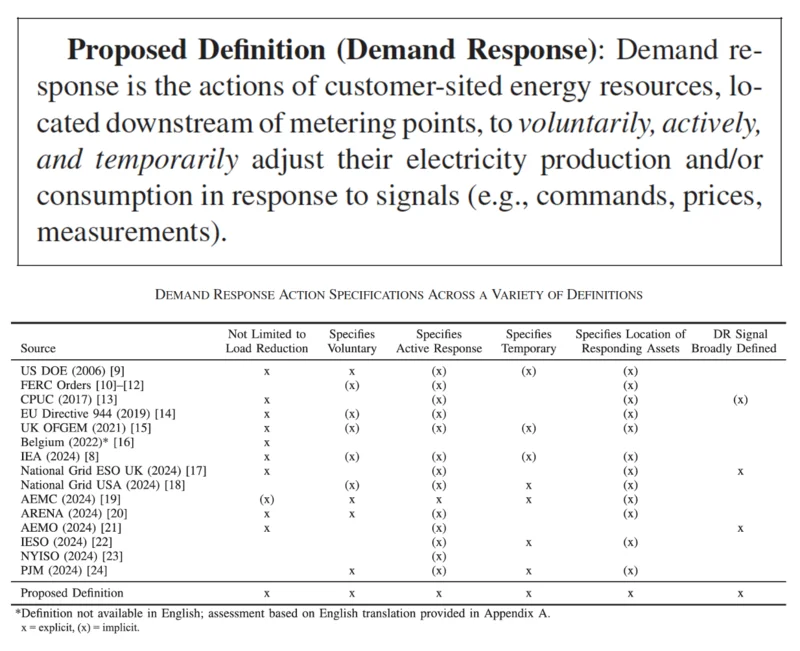 Proposed Definition (Demand Response): Demand re-
sponse is the actions of customer-sited energy resources, lo-
cated downstream of metering points, to voluntarily, actively,
and temporarily adjust their electricity production and/or
consumption in response to signals (e.g., commands, prices,
measurements).
DEMAND RESPONSE ACTION SPECIFICATIONS ACROSS A VARIETY OF DEFINITIONS
Not Limited to Specifies Specifies Specifies Specifies Location of DR Signal
Source Load Reduction Voluntary Active Response Temporary Responding Assets Broadly Defined
US DOE (2006) [9] x x (x) (x) (x)
FERC Orders [10]–[12] (x) (x) (x)
CPUC (2017) [13] x (x) (x) (x)
EU Directive 944 (2019) [14] x (x) (x) (x)
UK OFGEM (2021) [15] x (x) (x) (x) (x)
Belgium (2022)* [16] x
IEA (2024) [8] x (x) (x) (x) (x)
National Grid ESO UK (2024) [17] x (x) (x) x
National Grid USA (2024) [18] (x) (x) x (x)
AEMC (2024) [19] (x) x x x (x)
ARENA (2024) [20] x x (x) (x)
AEMO (2024) [21] x (x) x
IESO (2024) [22] (x) x (x)
NYISO (2024) [23] (x)
PJM (2024) [24] x (x) x (x)
Proposed Definition x x x x x x
*Definition not available in English; assessment based on English translation provided in Appendix A.
x = explicit, (x) = implicit.